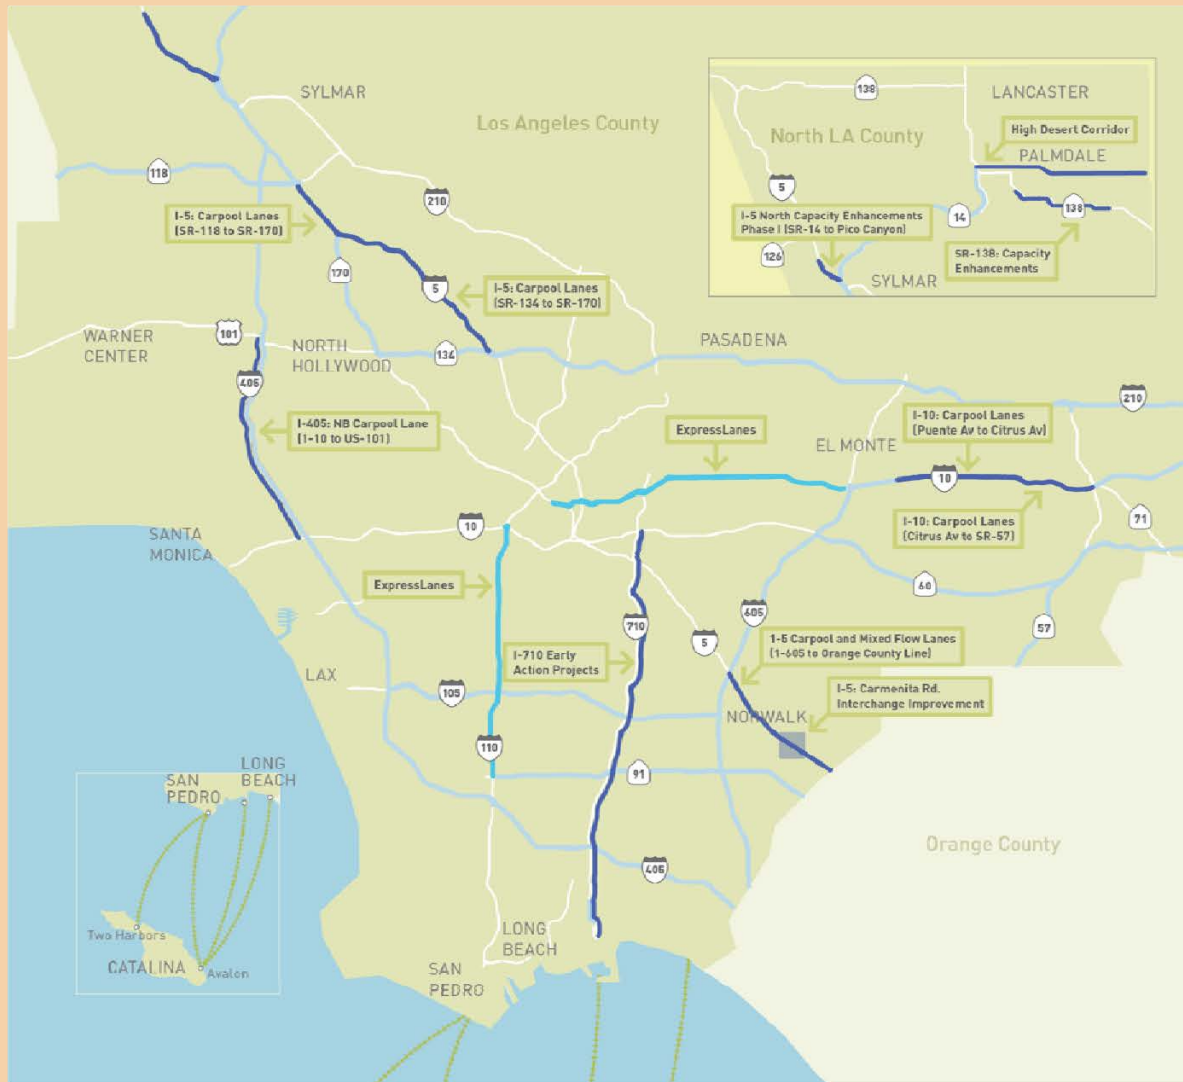 SYLMAR
Los Angeles County
118
210
I-5: Carpool Lanes
(SR-118 to SR-170)
170
5
I-5: Carpool Lanes
(SR-134 to SR-170)
138
LANCASTER
North LA County
High Desert Corridor
PALMDALE
5
I-5 North Capacity Enhancements
Phase I (SR-14 to Pico Canyon)
14
138
126
SR-138: Capacity
Enhancements
SYLMAR
WARNER
CENTER
101
NORTH
HOLLYWOOD
134
PASADENA
405
210
I-405: NB Carpool Lane
(1-10 to US-101)
ExpressLanes
EL MONTE
I-10: Carpool Lanes
(Puente Av to Citrus Av)
10
SANTA
MONICA
10
I-10: Carpool Lanes
(Citrus Av to SR-57)
71
ExpressLanes
60
605
710
57
5
1-5 Carpool and Mixed Flow Lanes
(1-605 to Orange County Line)
I-710 Early
Action Projects
LAX
105
I-5: Carmenita Rd.
Interchange Improvement
NORWALK
110
91
SAN
PEDRO
LONG
BEACH
Orange County
405
Two Harbors
CATALINA
Avalon
LONG
BEACH
SAN
PEDRO